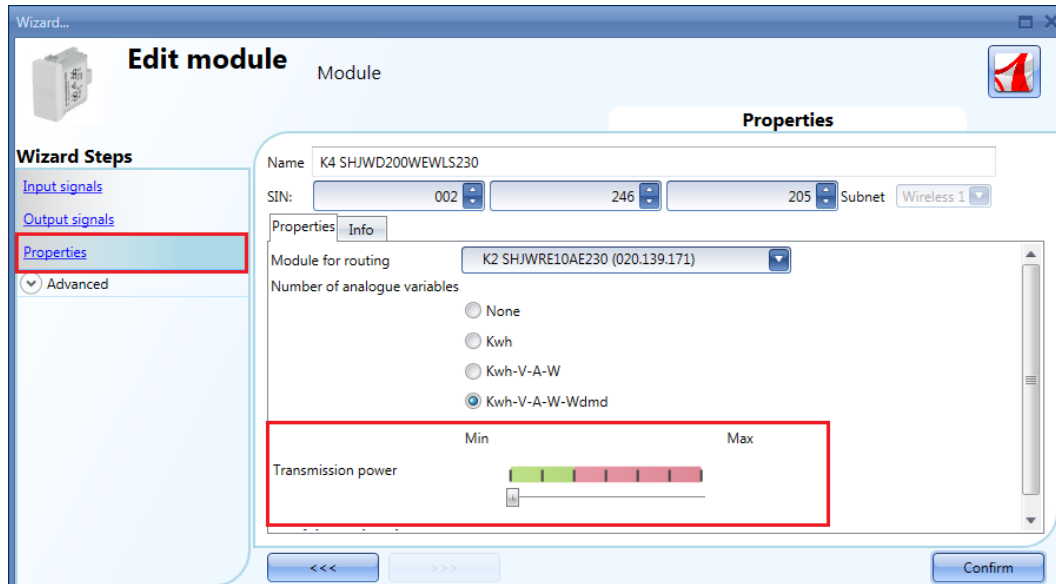 Wizard...
Edit module
Module
Properties
Wizard Steps
Input signals
Output signals
Properties
Advanced
Name K4 SHJWD200WEWLS230
SIN: 002 246 205 Subnet Wireless 1
Properties Info
Module for routing K2 SHJWRE10AE230 (020.139.171)
Number of analogue variables
None
Kwh
Kwh-V-A-W
Kwh-V-A-W-Wdmd
Min Max
Transmission power
<<< >>> Confirm